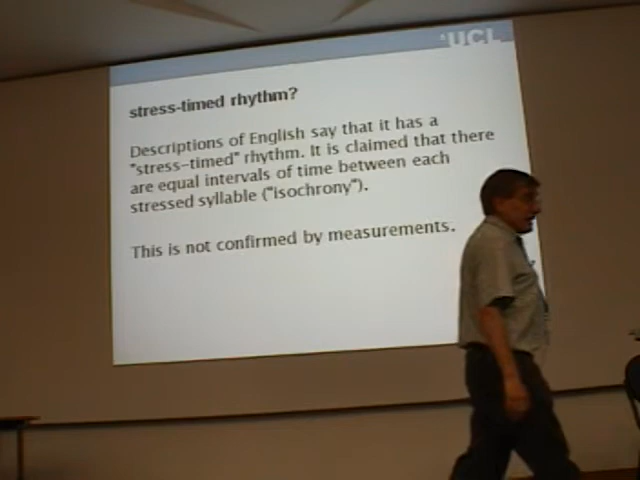 UCL
stress-timed rhythm?
Descriptions of English say that it has a
"stress-timed" rhythm. It is claimed that there
are equal intervals of time between each
stressed syllable ("isochrony").
This is not confirmed by measurements.